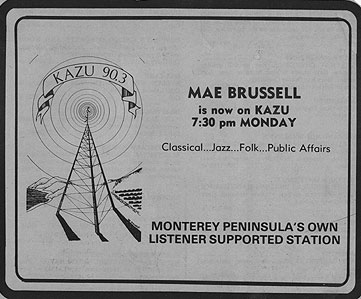 KAZU 90.3
MAE BRUSSELL
is now on KAZU
7:30 pm MONDAY
Classical...Jazz...Folk...Public Affairs
MONTEREY PENINSULA'S OWN
LISTENER SUPPORTED STATION